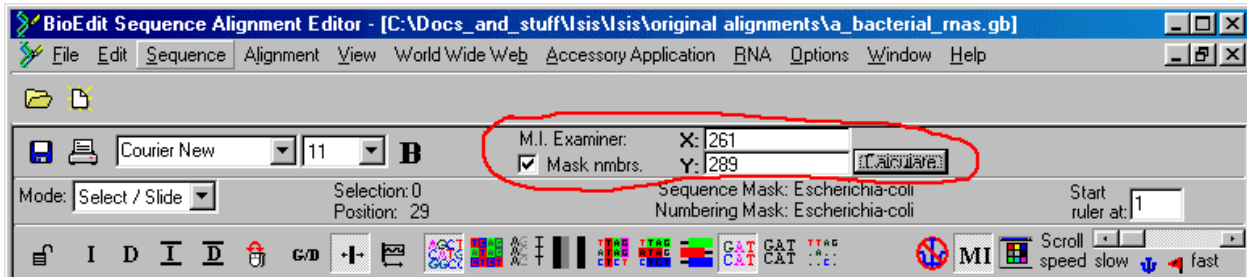 BioEdit Sequence Alignment Editor - [C:\Docs_and_stuff\Isis\Isis\original alignments\a_bacterial_rnas.gb]
File Edit Sequence Alignment View World Wide Web Accessory Application RNA Options Window Help
Courier New 11 B
M.I. Examiner: X: 261
Mask nmbrs. Y: 289 Calculate
Mode: Select / Slide
Selection: 0
Position: 29
Sequence Mask: Escherichia-coli
Numbering Mask: Escherichia-coli
Start
ruler at: 1
I D I D G/D
GAT
CAT
GAT
CAT
MI
Scroll
speed slow fast